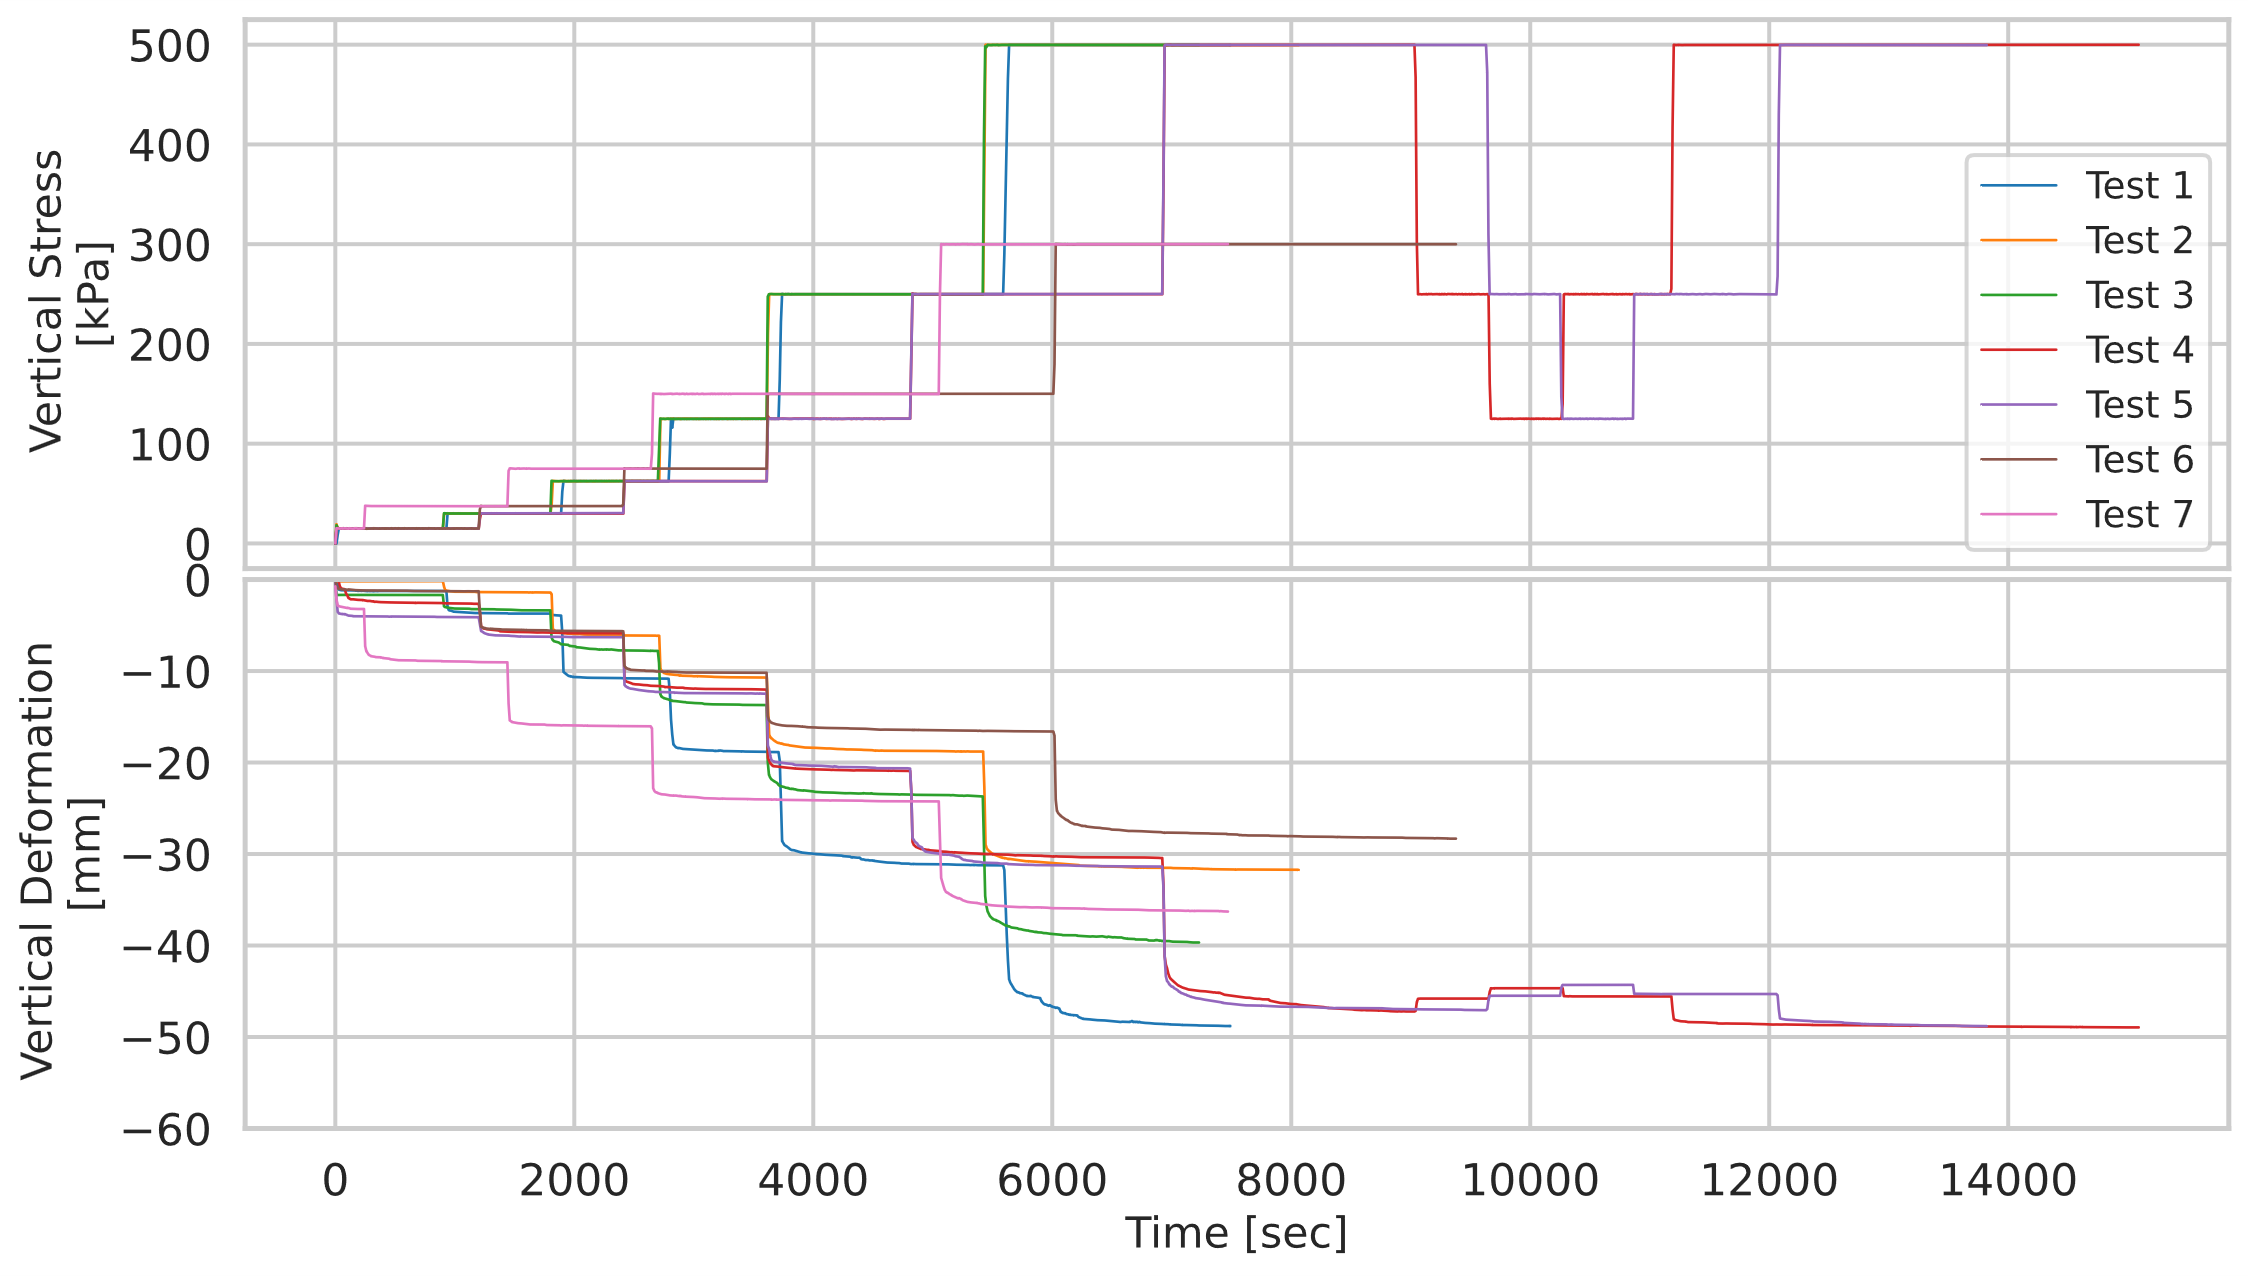 Vertical Stress
[kPa]
500
400
300
200
100
0
Test 1
Test 2
Test 3
Test 4
Test 5
Test 6
Test 7
Vertical Deformation
[mm]
0
−10
−20
−30
−40
−50
−60
0 2000 4000 6000 8000 10000 12000 14000
Time [sec]